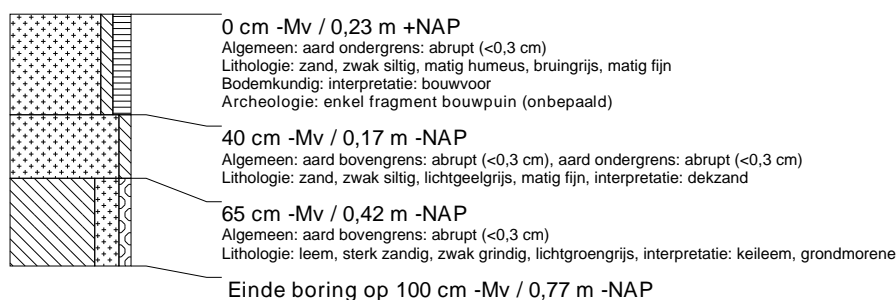 0 cm -Mv / 0,23 m +NAP
Algemeen: aard ondergrens: abrupt (<0,3 cm)
Lithologie: zand, zwak siltig, matig humeus, bruingrijs, matig fijn
Bodemkundig: interpretatie: bouwvoor
Archeologie: enkel fragment bouwpuin (onbepaald)
40 cm -Mv / 0,17 m -NAP
Algemeen: aard bovengrens: abrupt (<0,3 cm), aard ondergrens: abrupt (<0,3 cm)
Lithologie: zand, zwak siltig, lichtgeelgrijs, matig fijn, interpretatie: dekzand
65 cm -Mv / 0,42 m -NAP
Algemeen: aard bovengrens: abrupt (<0,3 cm)
Lithologie: leem, sterk zandig, zwak grindig, lichtgroengrijs, interpretatie: keileem, grondmorene
Einde boring op 100 cm -Mv / 0,77 m -NAP